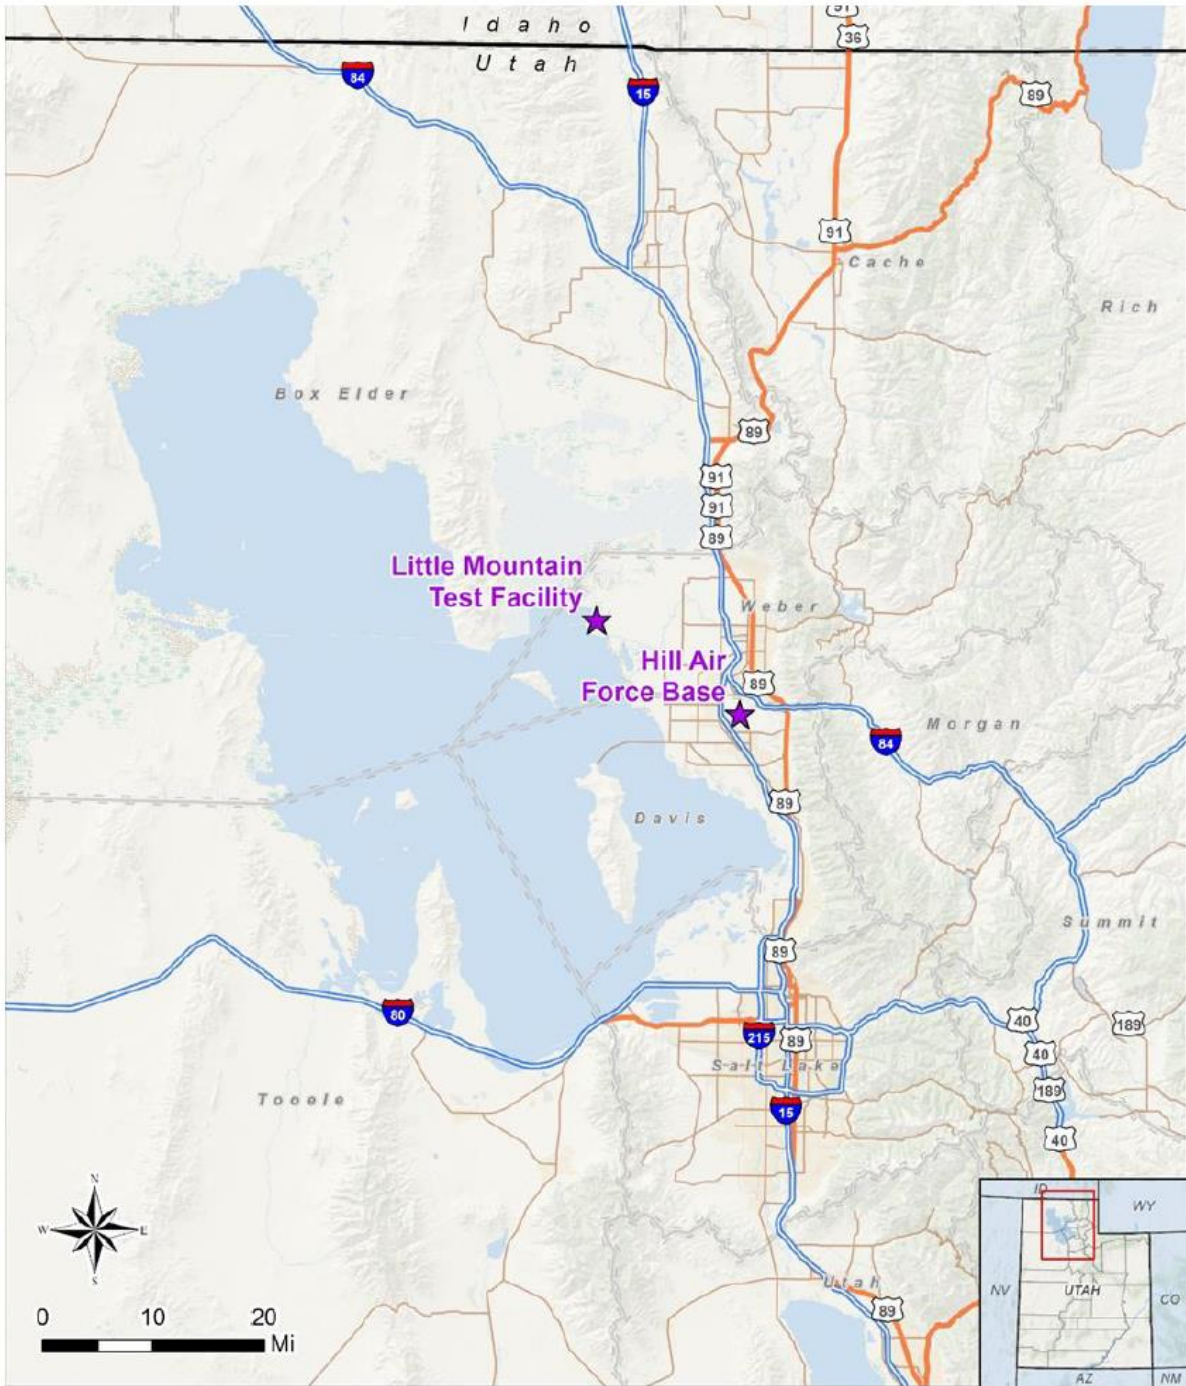 91
Idaho
36
Utah
84
15
89
91
Cache
Rich
Box Elder
89
91
91
89
Little Mountain
Test Facility
Weber
Hill Air
Force Base
89
Morgan
84
89
Davis
Summit
89
80
40
189
215
89
40
Salt Lake
189
Tooele
15
40
N
W
E
S
ID
WY
NV
UTAH
CO
AZ
NM
Utah
89
0
10
20
Mi